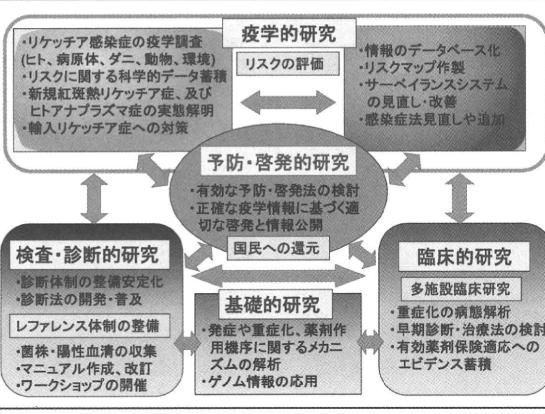 疫学的研究
リスクの評価
・リケッチア感染症の疫学調査
(ヒト、病原体、ダニ、動物、環境)
・リスクに関する科学的データ蓄積
・新規紅斑熱リケッチア症、及び
ヒトアナプラズマ症の実態解明
・輸入リケッチア症への対策
・情報のデータベース化
・リスクマップ作製
・サーベイランスシステム
の見直し・改善
・感染症法見直しや追加
予防・啓発的研究
・有効な予防・啓発法の検討
・正確な疫学情報に基づく適
切な啓発と情報公開
国民への還元
検査・診断的研究
・診断体制の整備安定化
・診断法の開発・普及
レファレンス体制の整備
・菌株・陽性血清の収集
・マニュアル作成、改訂
・ワークショップの開催
基礎的研究
・発症や重症化、薬剤作
用機序に関するメカニ
ズムの解析
・ゲノム情報の応用
臨床的研究
多施設臨床研究
・重症化の病態解析
・早期診断・治療法の検討
・有効薬剤保険適応への
エビデンス蓄積